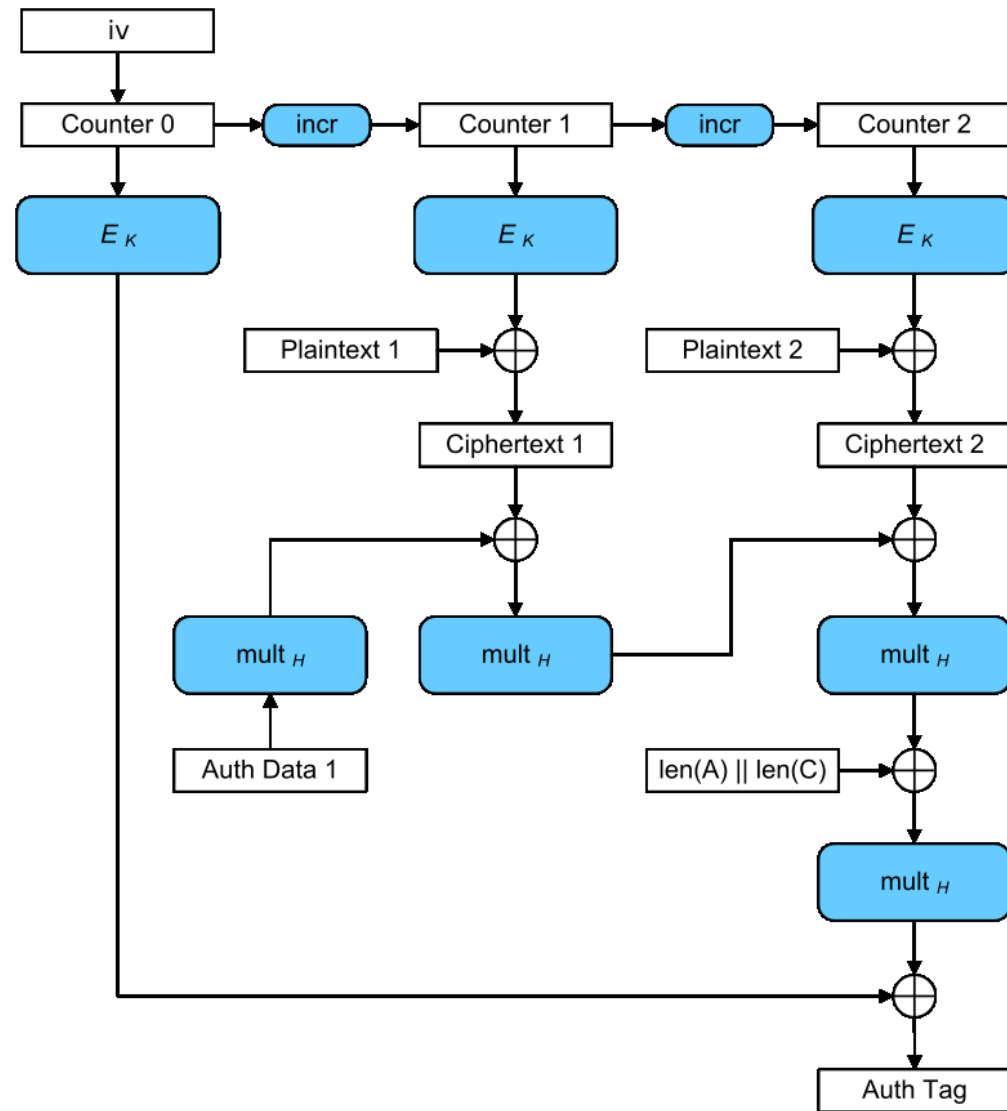 iv
Counter 0
incr
Counter 1
incr
Counter 2
E K
E K
E K
Plaintext 1
Plaintext 2
Ciphertext 1
Ciphertext 2
mult H
mult H
mult H
Auth Data 1
len(A) || len(C)
mult H
Auth Tag